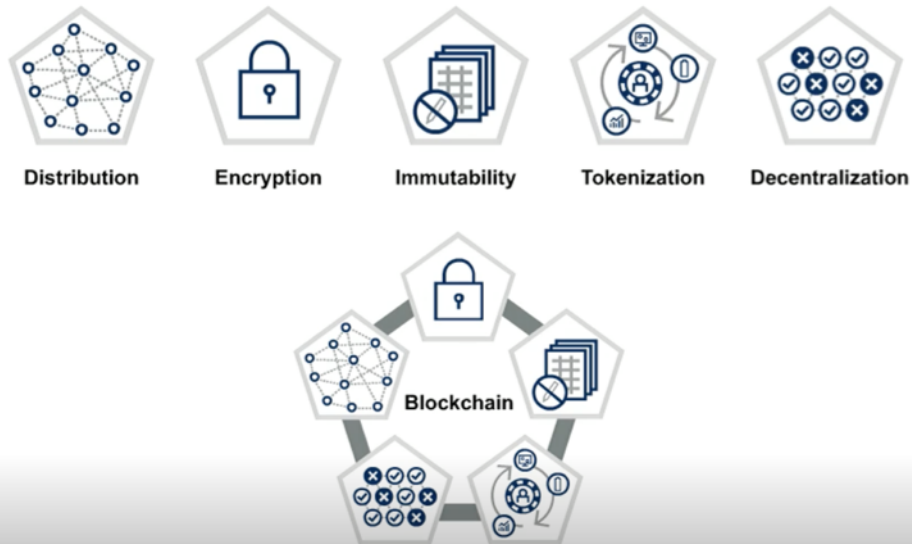 Distribution
Encryption
Immutability
Tokenization
Decentralization
Blockchain